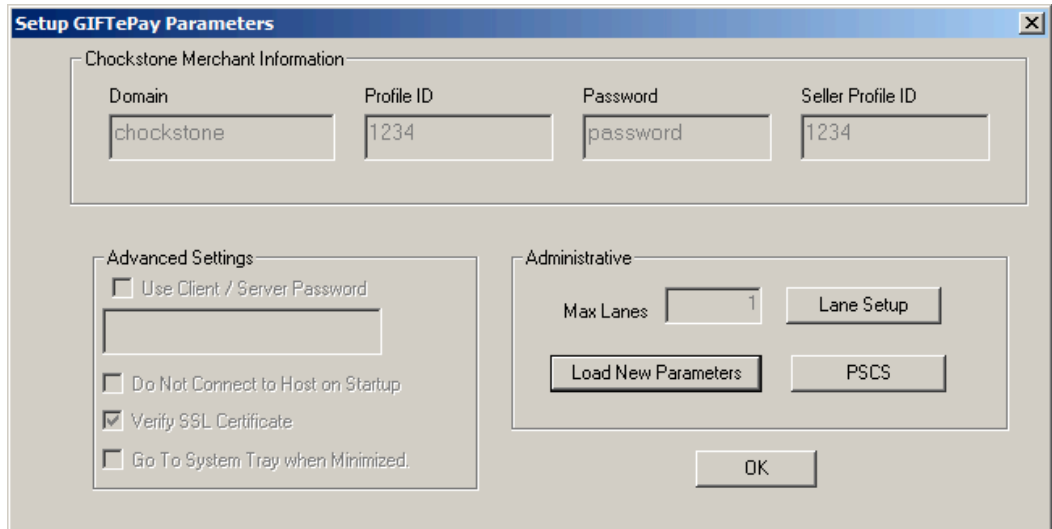 Setup GIFTePay Parameters
Chockstone Merchant Information
Domain Profile ID Password Seller Profile ID
chockstone 1234 password 1234
Advanced Settings
Use Client / Server Password
Do Not Connect to Host on Startup
Verify SSL Certificate
Go To System Tray when Minimized.
Administrative
Max Lanes 1 Lane Setup
Load New Parameters PSCS
OK